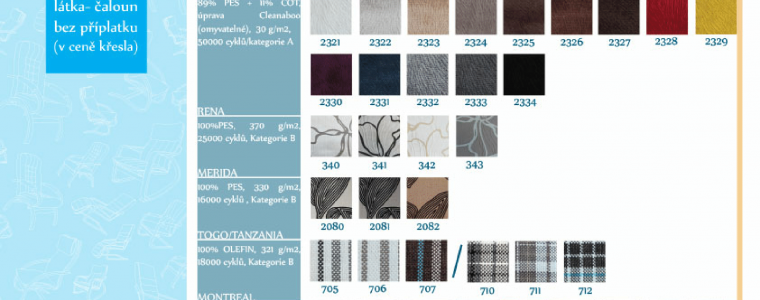 látka- čaloun
bez příplatku
(v ceně křesla)
89% PES + 11% COT,
úprava Cleanaboo
(omyvatelné), 30 g/m2,
50000 cyklů/kategorie A
2321 2322 2323 2324 2325 2326 2327 2328 2329
2330 2331 2332 2333 2334
RENA
100%PES, 370 g/m2,
25000 cyklů, Kategorie B
340 341 342 343
MERIDA
100% PES, 330 g/m2,
16000 cyklů , Kategorie B
2080 2081 2082
TOGO/TANZANIA
100% OLEFIN, 321 g/m2,
18000 cyklů, Kategorie B
705 706 707 / 710 711 712
MONTREAL